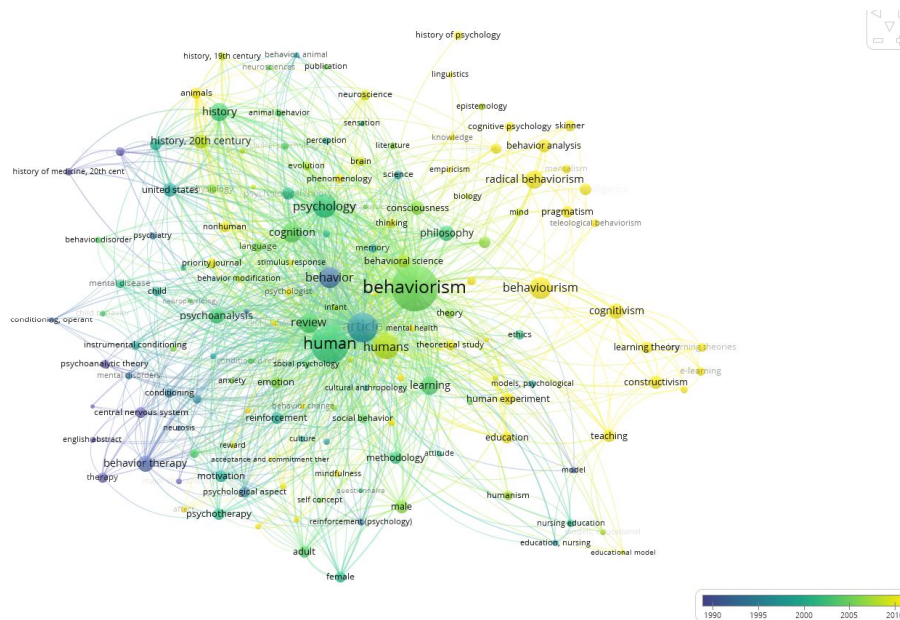 history of psychology
history, 19th century
behavior, animal
neurosciences
publication
linguistics
animals
neuroscience
history
animal behavior
epistemology
sensation
cognitive psychology
skinner
history, 20th century
perception
literature
knowledge
behavior analysis
evolution
brain
history of medicine, 20th cent
phenomenology
science
empiricism
radical behaviorism
united states
biology
psychology
consciousness
mind
pragmatism
nonhuman
thinking
teleological behaviorism
behavior disorder
psychiatry
cognition
philosophy
language
memory
priority journal
stimulus response
behavioral science
mental disease
child
behavior modification
behavior
psychologist
behaviorism
behaviourism
infant
conditioning, operant
psychoanalysis
review
article
mental health
theory
cognitivism
instrumental conditioning
human
humans
theoretical study
ethics
learning theory
psychoanalytic theory
social psychology
e-learning
mental disorders
anxiety
emotion
cultural anthropology
learning
models, psychological
constructivism
conditioning
human experiment
central nervous system
behavior change
reinforcement
social behavior
neurosis
english abstract
culture
education
teaching
reward
behavior therapy
acceptance and commitment ther
methodology
attitude
therapy
motivation
mindfulness
model
psychological aspect
questionnaire
self concept
humanism
psychotherapy
male
reinforcement (psychology)
nursing education
adult
education, nursing
educational model
female
1990 1995 2000 2005